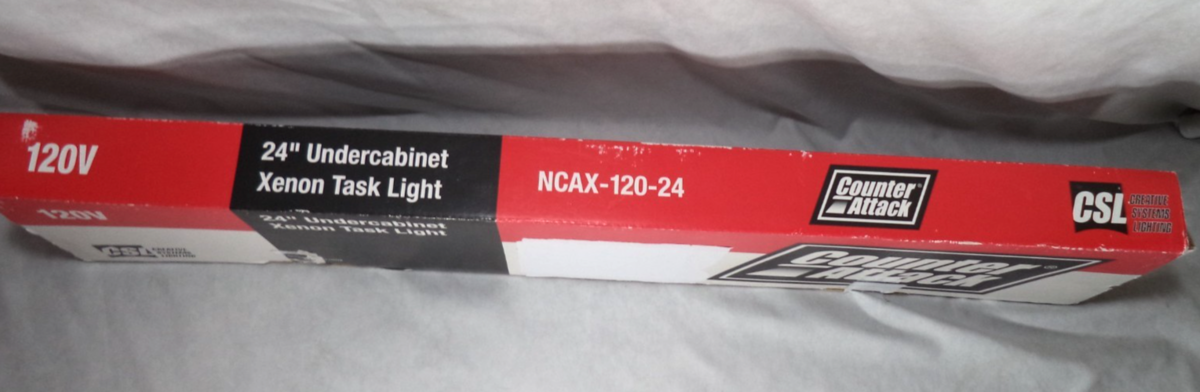 120V
24" Undercabinet
Xenon Task Light
NCAX-120-24
Counter
Attack
CSL
CREATIVE
SYSTEMS
LIGHTING
120V
24" Undercabinet
Xenon Task Light
CSL
Counter
Attack